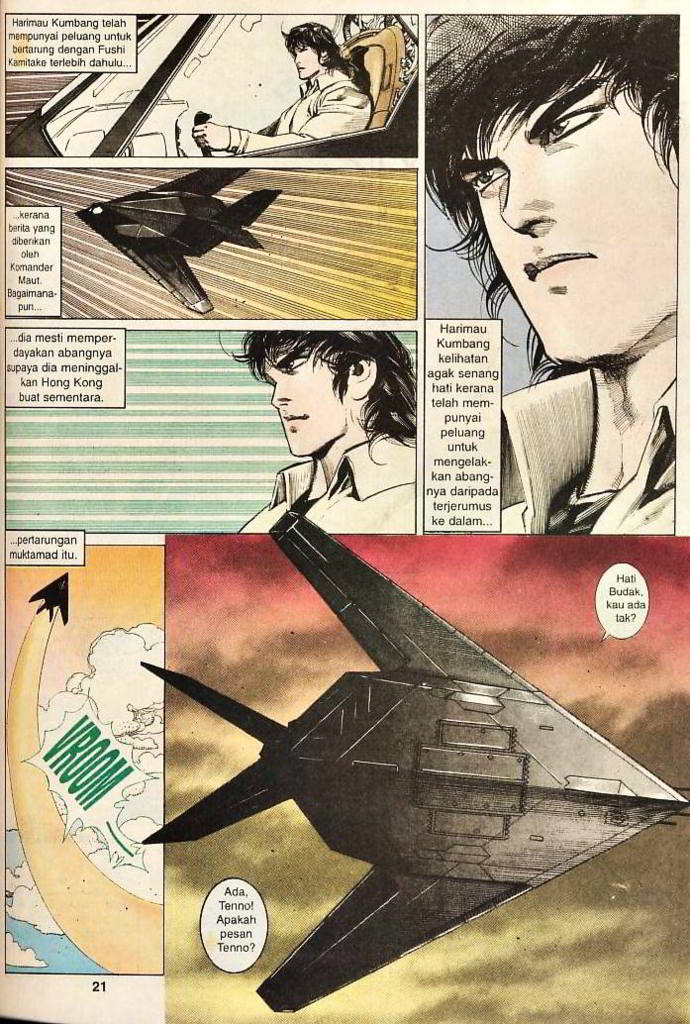 Harimau Kumbang telah
mempunyai peluang untuk
bertarung dengan Fushi
Kamitake terlebih dahulu...
...kerana
berita yang
diberikan
oleh
Komander
Maut.
Bagaimana-
pun...
...dia mesti memper-
dayakan abangnya
supaya dia meninggal-
kan Hong Kong
buat sementara.
Harimau
Kumbang
kelihatan
agak senang
hati kerana
telah mem-
punyai
peluang
untuk
mengelak-
kan abang-
nya daripada
terjerumus
ke dalam...
...pertarungan
muktamad itu.
VROOM
Hati
Budak,
kau ada
tak?
Ada,
Tenno!
Apakah
pesan
Tenno?
21